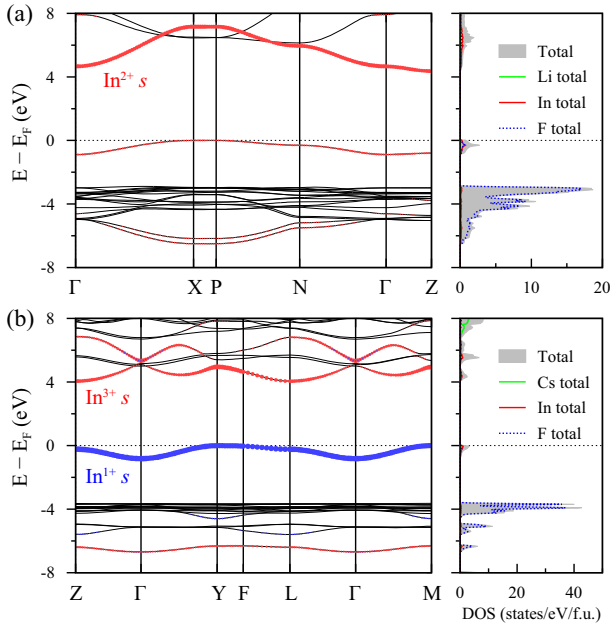 (a)
E − E_F (eV)
8
4
0
-4
-8
In²⁺ s
Γ X P N Γ Z
Total
Li total
In total
F total
0 10 20
(b)
E − E_F (eV)
8
4
0
-4
-8
In³⁺ s
In¹⁺ s
Z Γ Y F L Γ M
Total
Cs total
In total
F total
0 20 40
DOS (states/eV/f.u.)